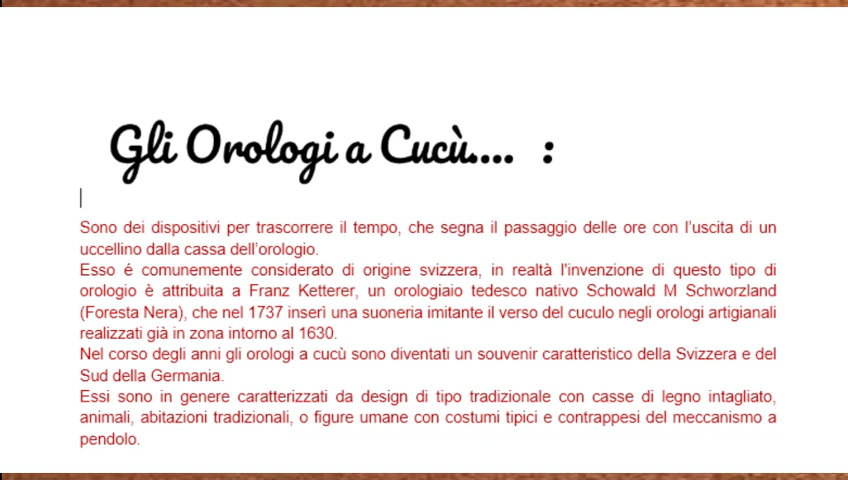 Gli Orologi a Cucù.... :
Sono dei dispositivi per trascorrere il tempo, che segna il passaggio delle ore con l'uscita di un
uccellino dalla cassa dell'orologio.
Esso é comunemente considerato di origine svizzera, in realtà l'invenzione di questo tipo di
orologio è attribuita a Franz Ketterer, un orologiaio tedesco nativo Schowald M Schworzland
(Foresta Nera), che nel 1737 inserì una suoneria imitante il verso del cuculo negli orologi artigianali
realizzati già in zona intorno al 1630.
Nel corso degli anni gli orologi a cucù sono diventati un souvenir caratteristico della Svizzera e del
Sud della Germania.
Essi sono in genere caratterizzati da design di tipo tradizionale con casse di legno intagliato,
animali, abitazioni tradizionali, o figure umane con costumi tipici e contrappesi del meccanismo a
pendolo.